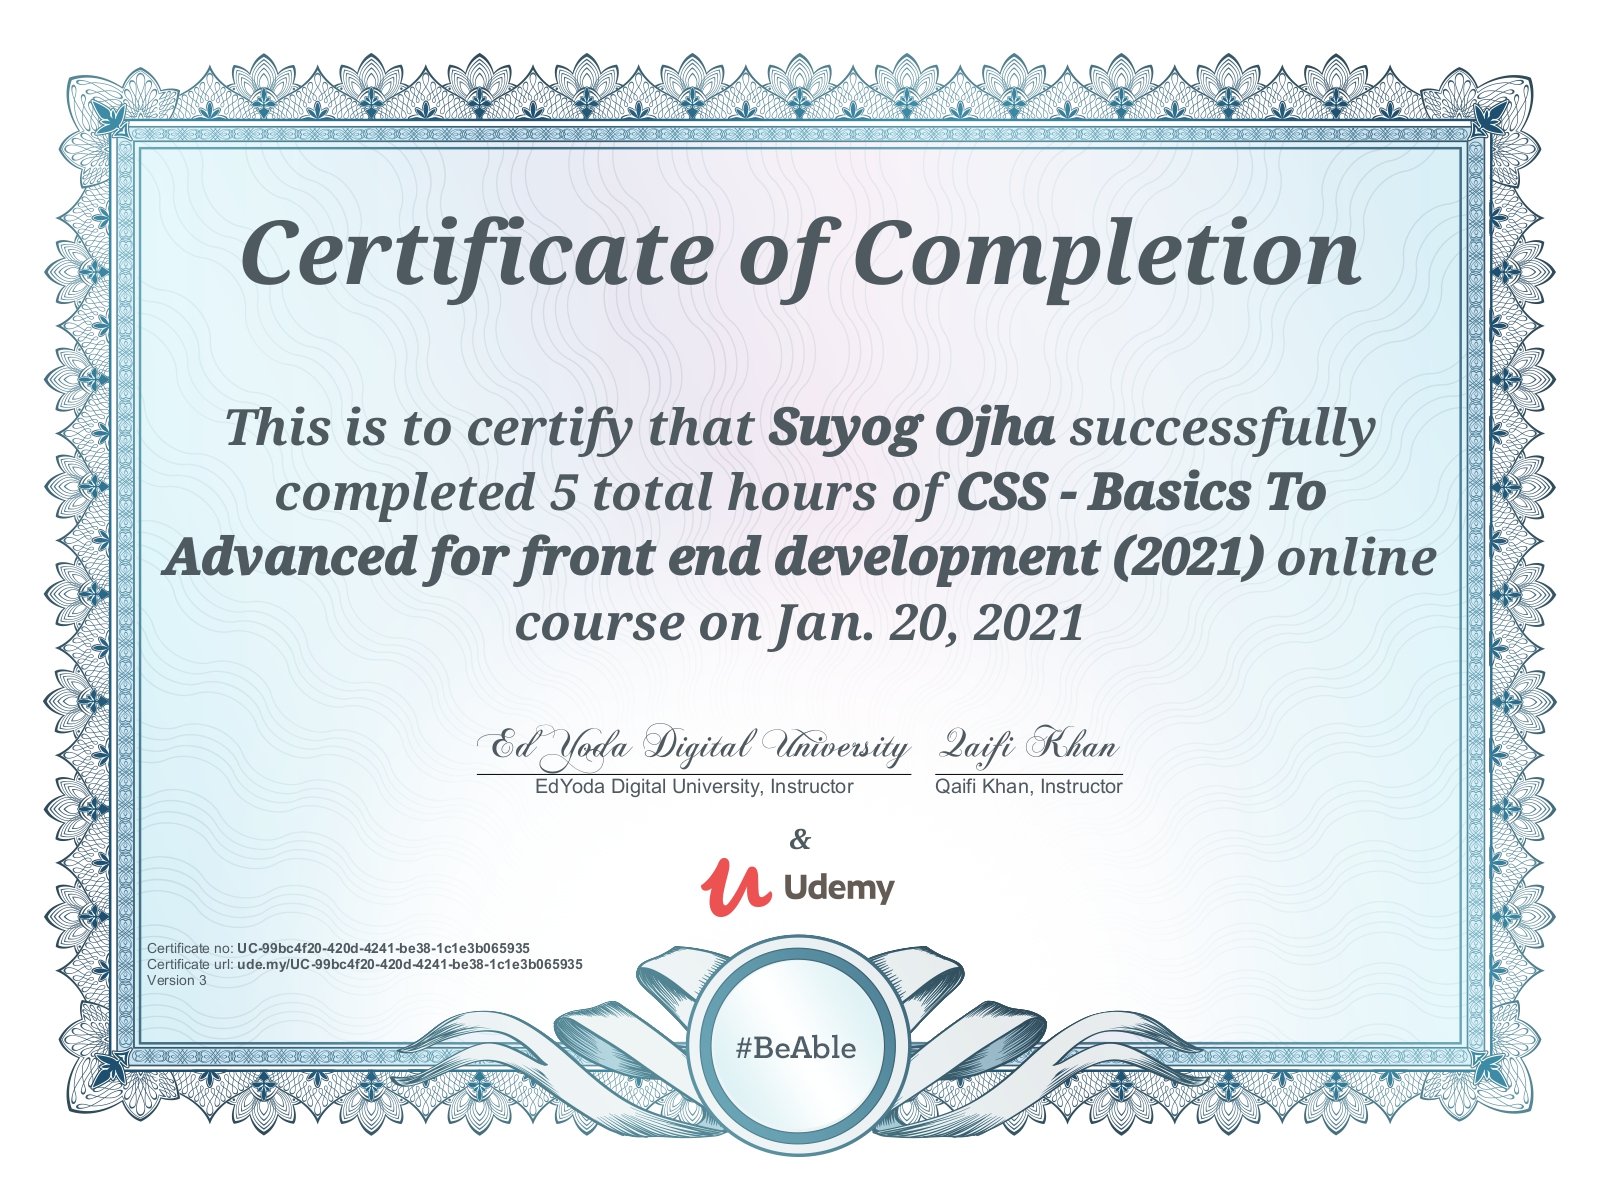 Certificate of Completion
This is to certify that Suyog Ojha successfully
completed 5 total hours of CSS - Basics To
Advanced for front end development (2021) online
course on Jan. 20, 2021
Ed Yoda Digital University Qaifi Khan
EdYoda Digital University, Instructor Qaifi Khan, Instructor
&
Udemy
Certificate no: UC-99bc4f20-420d-4241-be38-1c1e3b065935
Certificate url: ude.my/UC-99bc4f20-420d-4241-be38-1c1e3b065935
Version 3
#BeAble